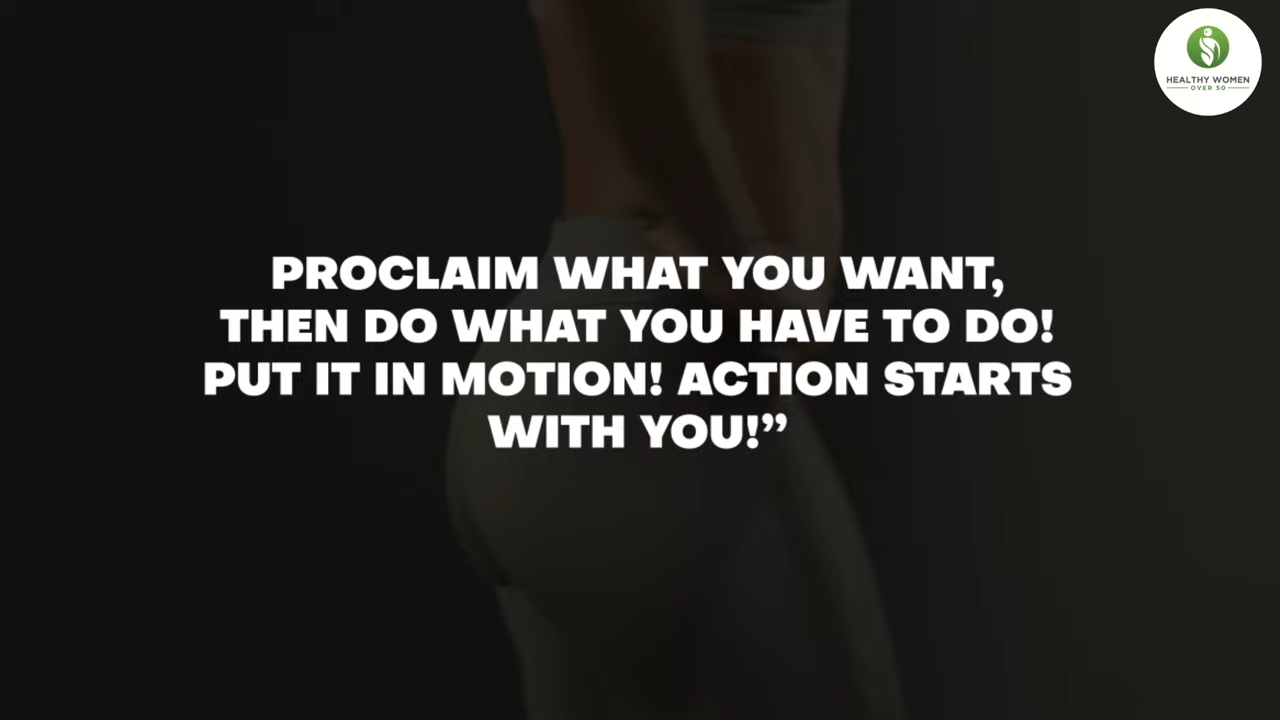 HEALTHY WOMEN
OVER 50
PROCLAIM WHAT YOU WANT,
THEN DO WHAT YOU HAVE TO DO!
PUT IT IN MOTION! ACTION STARTS
WITH YOU!”